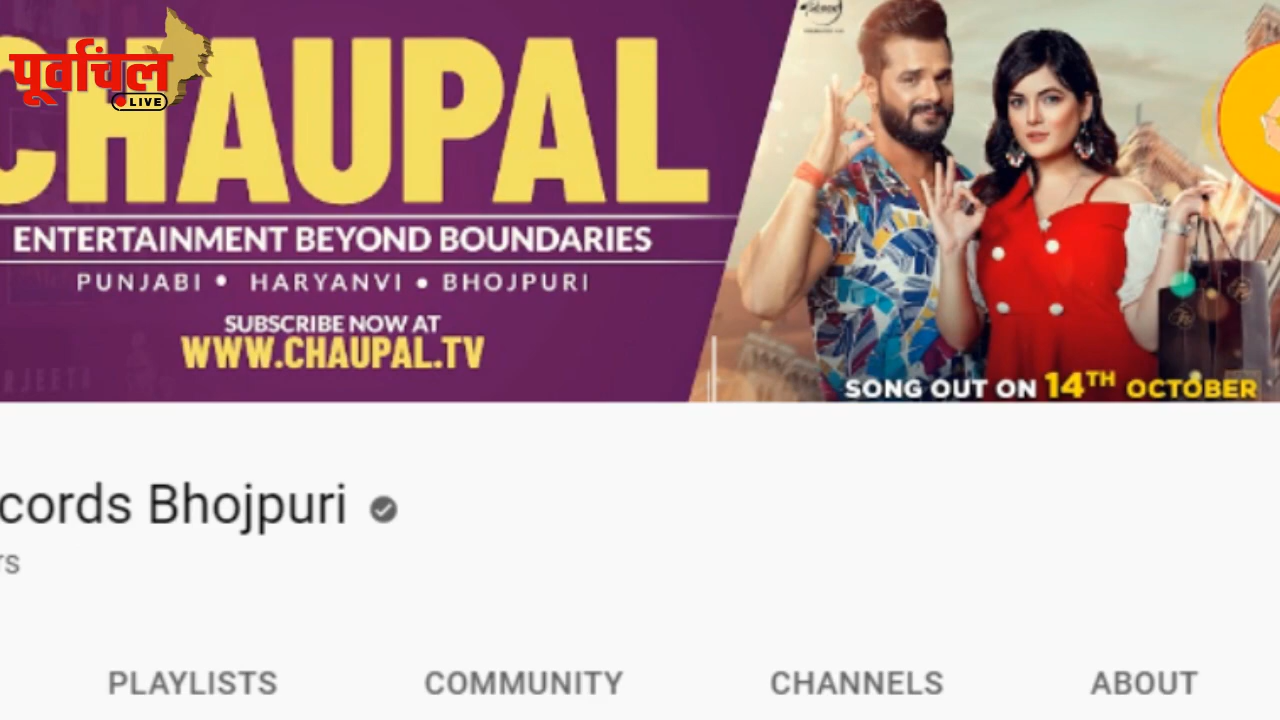 पूर्वांचल
LIVE
CHAUPAL
ENTERTAINMENT BEYOND BOUNDARIES
PUNJABI • HARYANVI • BHOJPURI
SUBSCRIBE NOW AT
WWW.CHAUPAL.TV
SONG OUT ON 14TH OCTOBER
cords Bhojpuri
rs
PLAYLISTS COMMUNITY CHANNELS ABOUT